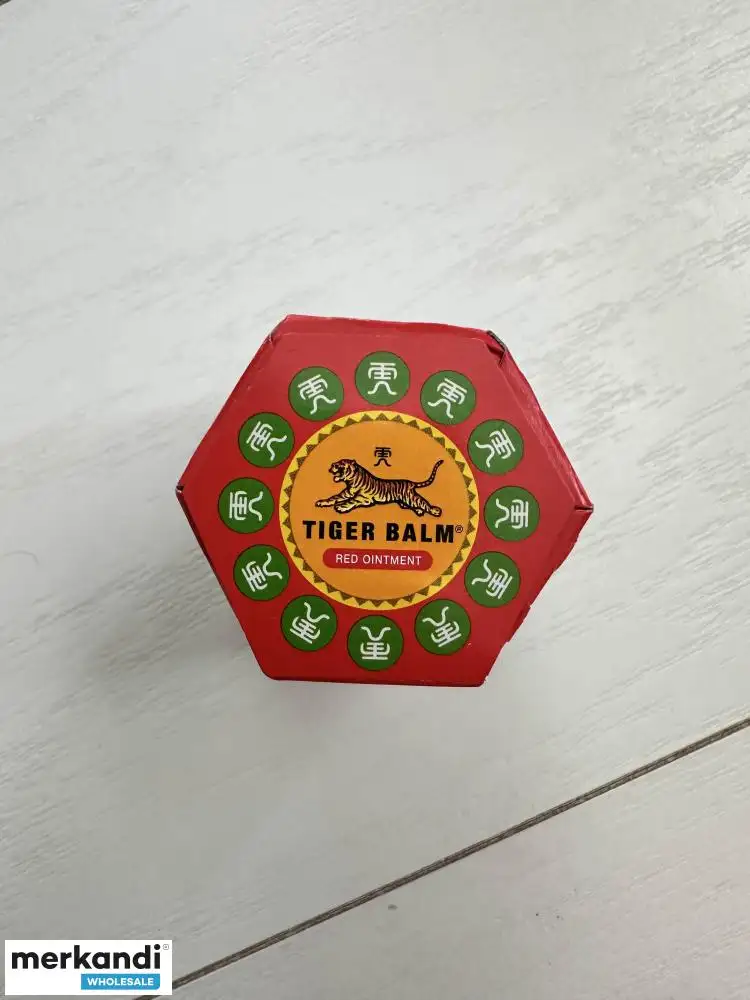 TIGER BALM®
RED OINTMENT
merkandi®
WHOLESALE